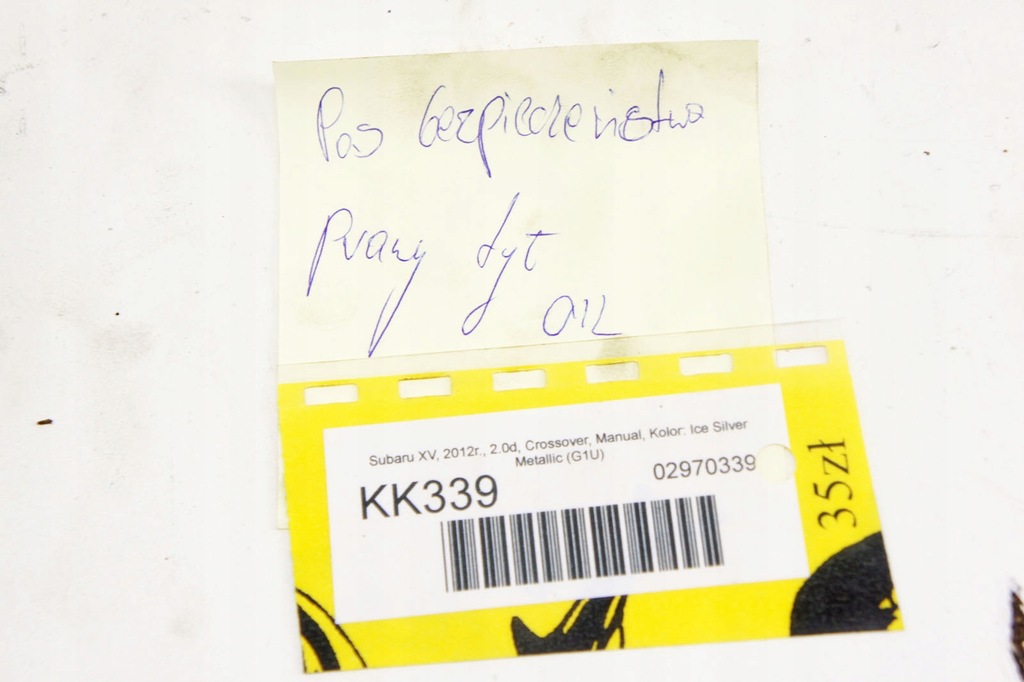 Pas bezpieczeństwa
prawy tył
012
Subaru XV, 2012r., 2.0d, Crossover, Manual, Kolor: Ice Silver
Metallic (G1U)
KK339
02970339
35zł